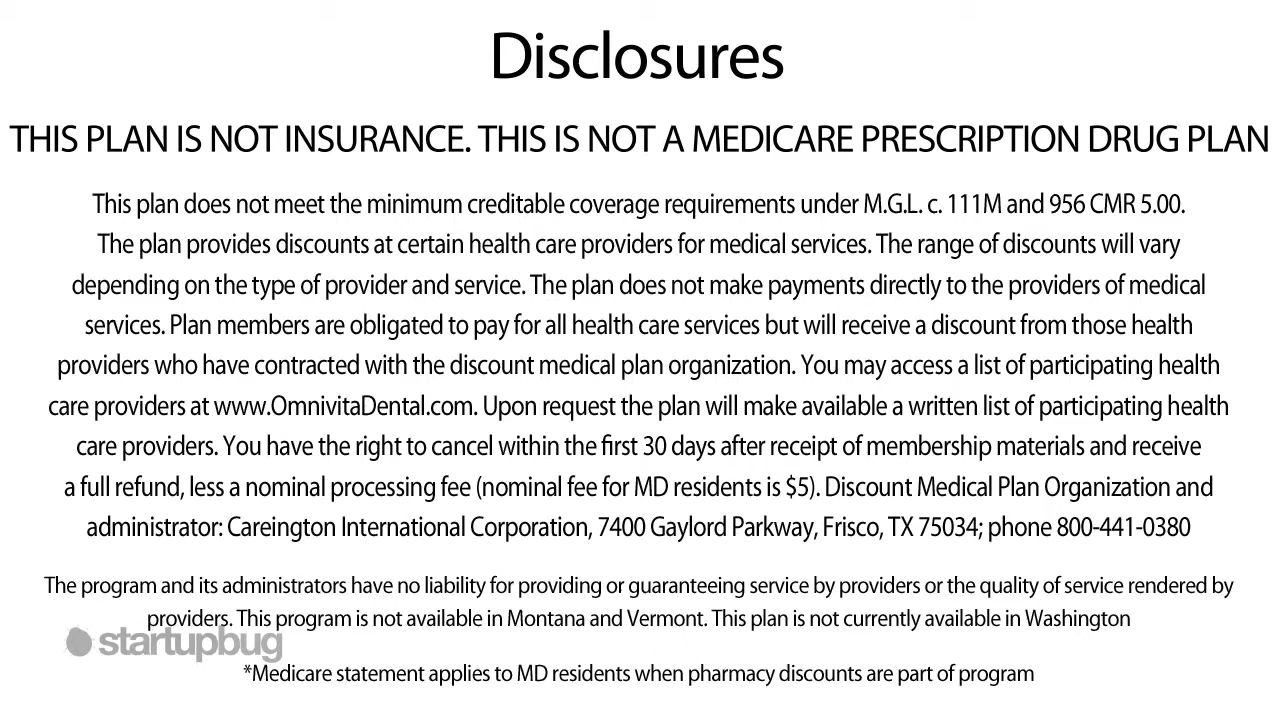 Disclosures
THIS PLAN IS NOT INSURANCE. THIS IS NOT A MEDICARE PRESCRIPTION DRUG PLAN
This plan does not meet the minimum creditable coverage requirements under M.G.L. c. 111M and 956 CMR 5.00.
The plan provides discounts at certain health care providers for medical services. The range of discounts will vary
depending on the type of provider and service. The plan does not make payments directly to the providers of medical
services. Plan members are obligated to pay for all health care services but will receive a discount from those health
providers who have contracted with the discount medical plan organization. You may access a list of participating health
care providers at www.OmnivitaDental.com. Upon request the plan will make available a written list of participating health
care providers. You have the right to cancel within the first 30 days after receipt of membership materials and receive
a full refund, less a nominal processing fee (nominal fee for MD residents is $5). Discount Medical Plan Organization and
administrator: Careington International Corporation, 7400 Gaylord Parkway, Frisco, TX 75034; phone 800-441-0380
The program and its administrators have no liability for providing or guaranteeing service by providers or the quality of service rendered by
providers. This program is not available in Montana and Vermont. This plan is not currently available in Washington
startupbug
*Medicare statement applies to MD residents when pharmacy discounts are part of program